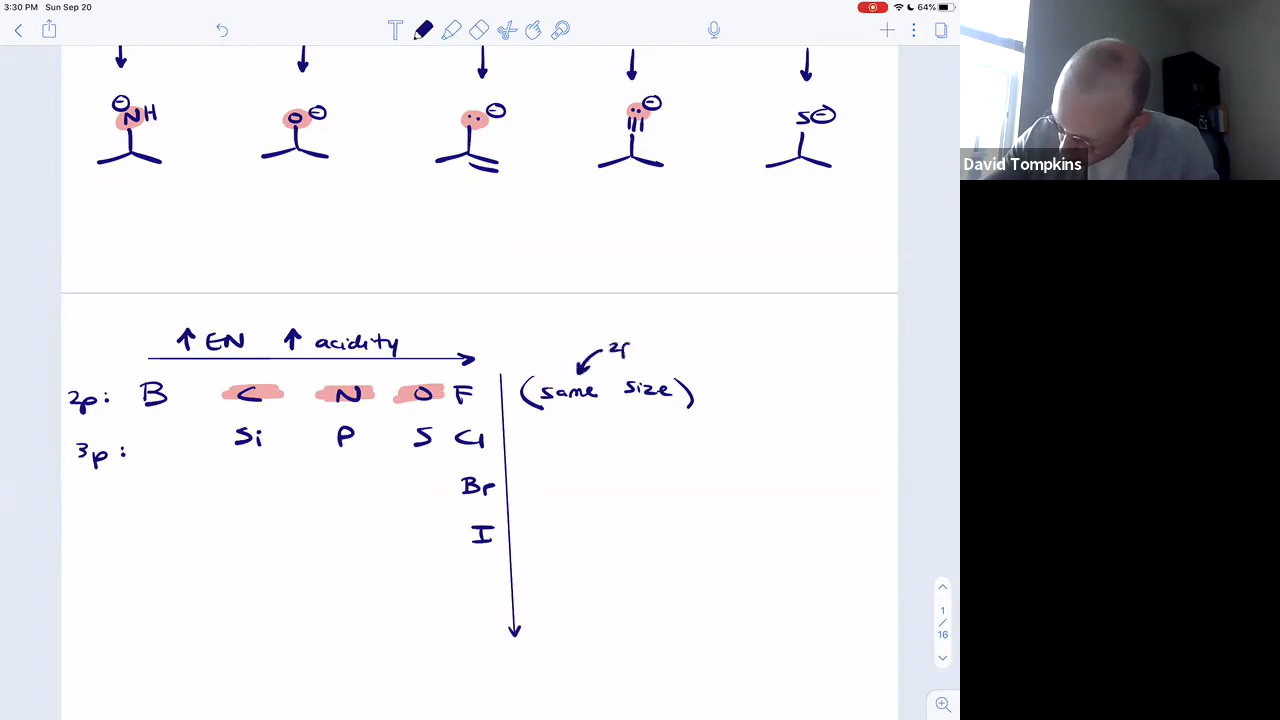 3:30 PM Sun Sep 20
64%
T
⊖
NH
O⊖
⊖
⊖
S⊖
David Tompkins
↑ EN ↑ acidity
2p
2p: B C N O F (same size)
3p: Si P S Cl
Br
I
1
/
16